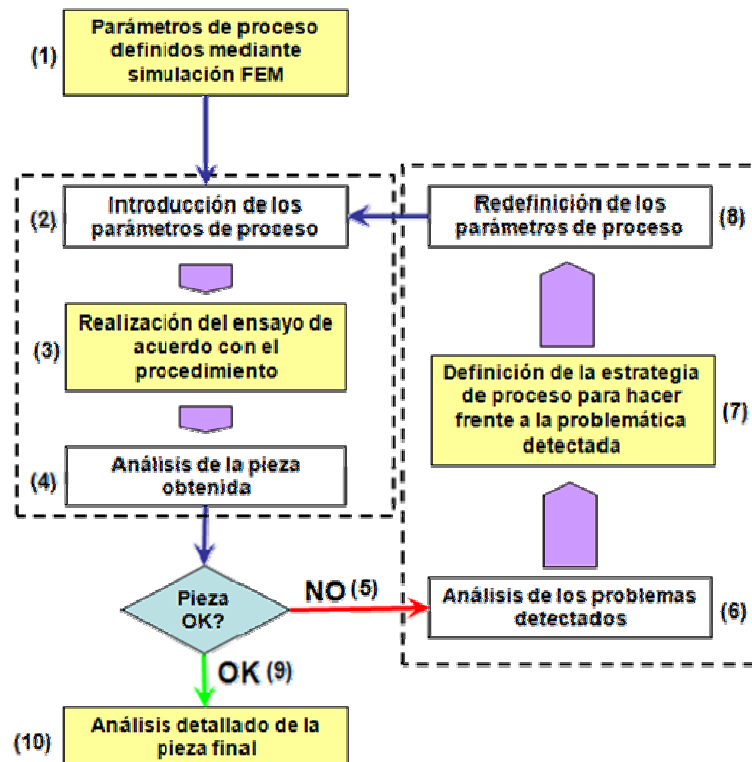 (1)
Parámetros de proceso
definidos mediante
simulación FEM
(2)
Introducción de los
parámetros de proceso
Redefinición de los
parámetros de proceso
(8)
(3)
Realización del ensayo de
acuerdo con el
procedimiento
Definición de la estrategia
de proceso para hacer
frente a la problemática
detectada
(7)
(4)
Análisis de la pieza
obtenida
Pieza
OK?
NO (5)
Análisis de los problemas
detectados
(6)
OK (9)
(10)
Análisis detallado de la
pieza final